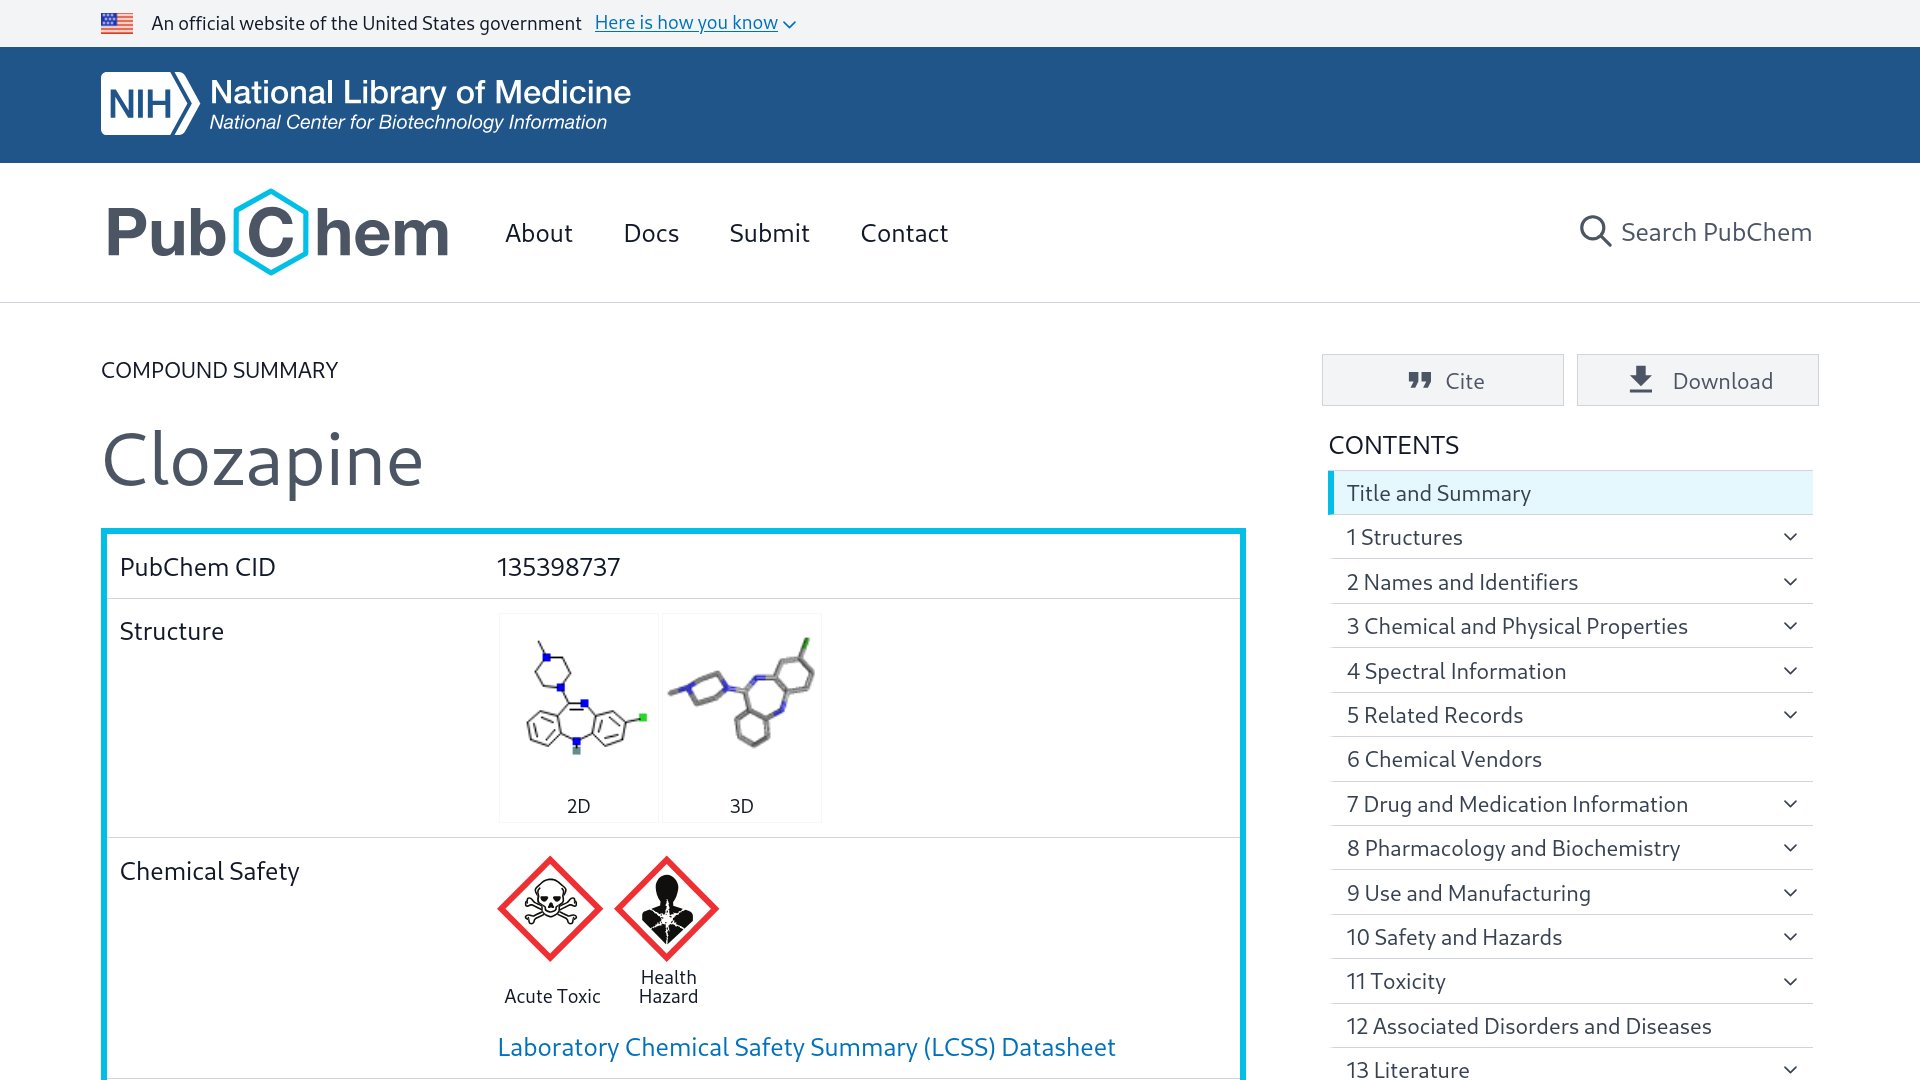 An official website of the United States government Here is how you know
NIH National Library of Medicine
National Center for Biotechnology Information
PubChem About Docs Submit Contact Search PubChem
COMPOUND SUMMARY
Cite Download
Clozapine
PubChem CID 135398737
Structure
2D 3D
Chemical Safety
Acute Toxic
Health
Hazard
Laboratory Chemical Safety Summary (LCSS) Datasheet
CONTENTS
Title and Summary
1 Structures
2 Names and Identifiers
3 Chemical and Physical Properties
4 Spectral Information
5 Related Records
6 Chemical Vendors
7 Drug and Medication Information
8 Pharmacology and Biochemistry
9 Use and Manufacturing
10 Safety and Hazards
11 Toxicity
12 Associated Disorders and Diseases
13 Literature